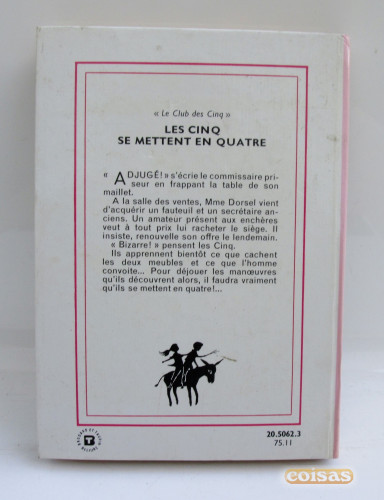 « Le Club des Cinq »
LES CINQ
SE METTENT EN QUATRE
« ADJUGÉ! » s'écrie le commissaire pri-
seur en frappant la table de son
maillet.
A la salle des ventes, Mme Dorsel vient
d'acquérir un fauteuil et un secrétaire an-
ciens. Un amateur présent aux enchères
veut à tout prix lui racheter le siège. Il
insiste, renouvelle son offre le lendemain.
« Bizarre! » pensent les Cinq.
Ils apprennent bientôt ce que cachent
les deux meubles et ce que l'homme
convoite... Pour déjouer les manœuvres
qu'ils découvrent alors, il faudra vraiment
qu'ils se mettent en quatre!...
20.5062.3
75.11
coisas